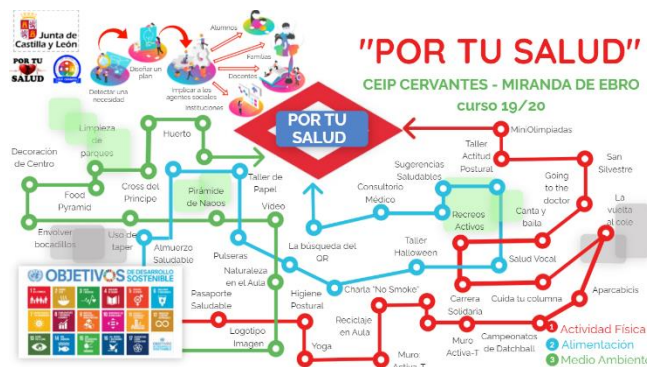 Junta de
Castilla y León
POR TU
SALUD
Detectar una
necesidad
Diseñar un
plan
Implicar a los
agentes sociales
Alumnos
Familias
Docentes
Instituciones
"POR TU SALUD"
CEIP CERVANTES - MIRANDA DE EBRO
curso 19/20
POR TU
SALUD
MiniOlimpiadas
Taller
Actitud
Postural
San
Silvestre
Going
to the
doctor
La
vuelta
al cole
Sugerencias
Saludables
Consultorio
Médico
Recreos
Activos
Canta y
baila
Limpieza
de
parques
Huerto
Decoración
de Centro
Food
Pyramid
Cross del
Principe
Pirámide
de Naoos
Taller de
Papel
Video
Envolver
bocadillos
Uso de
taper
Almuerzo
Saludable
Pulseras
La búsqueda del
QR
Taller
Halloween
Salud Vocal
Naturaleza
en el Aula
Charla "No Smoke"
Carrera
Solidaria
Cuida tu columna
Aparcabicis
OBJETIVOS DE DESARROLLO
SOSTENIBLE
Pasaporte
Saludable
Logotipo
Imagen
Higiene
Postural
Yoga
Reciclaje
en Aula
Muro
Activa-T
Muro
Activa-T
Campeonatos
de Datchball
1 Actividad Física
2 Alimentación
3 Medio Ambiente